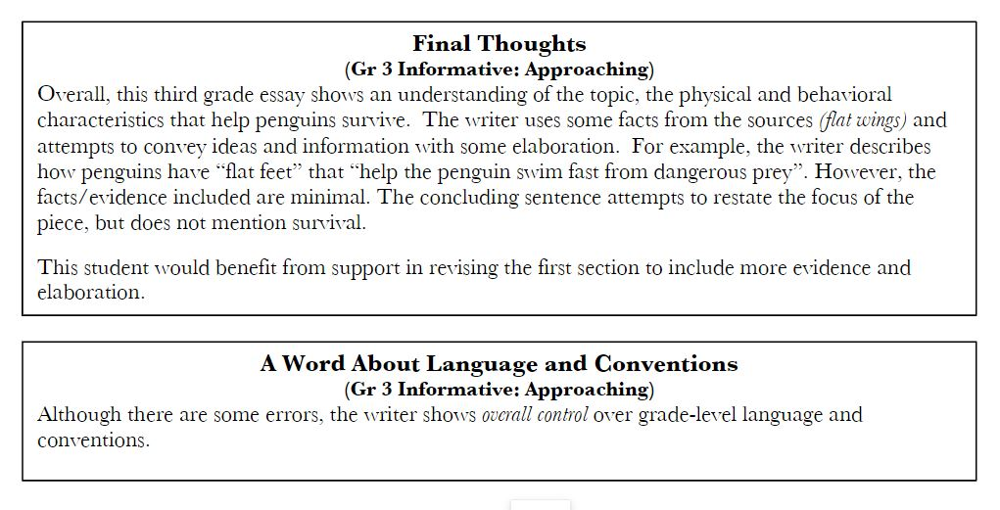 Final Thoughts
(Gr 3 Informative: Approaching)
Overall, this third grade essay shows an understanding of the topic, the physical and behavioral
characteristics that help penguins survive.  The writer uses some facts from the sources (flat wings) and
attempts to convey ideas and information with some elaboration.  For example, the writer describes
how penguins have “flat feet” that “help the penguin swim fast from dangerous prey”. However, the
facts/evidence included are minimal. The concluding sentence attempts to restate the focus of the
piece, but does not mention survival.
This student would benefit from support in revising the first section to include more evidence and
elaboration.
A Word About Language and Conventions
(Gr 3 Informative: Approaching)
Although there are some errors, the writer shows overall control over grade-level language and
conventions.